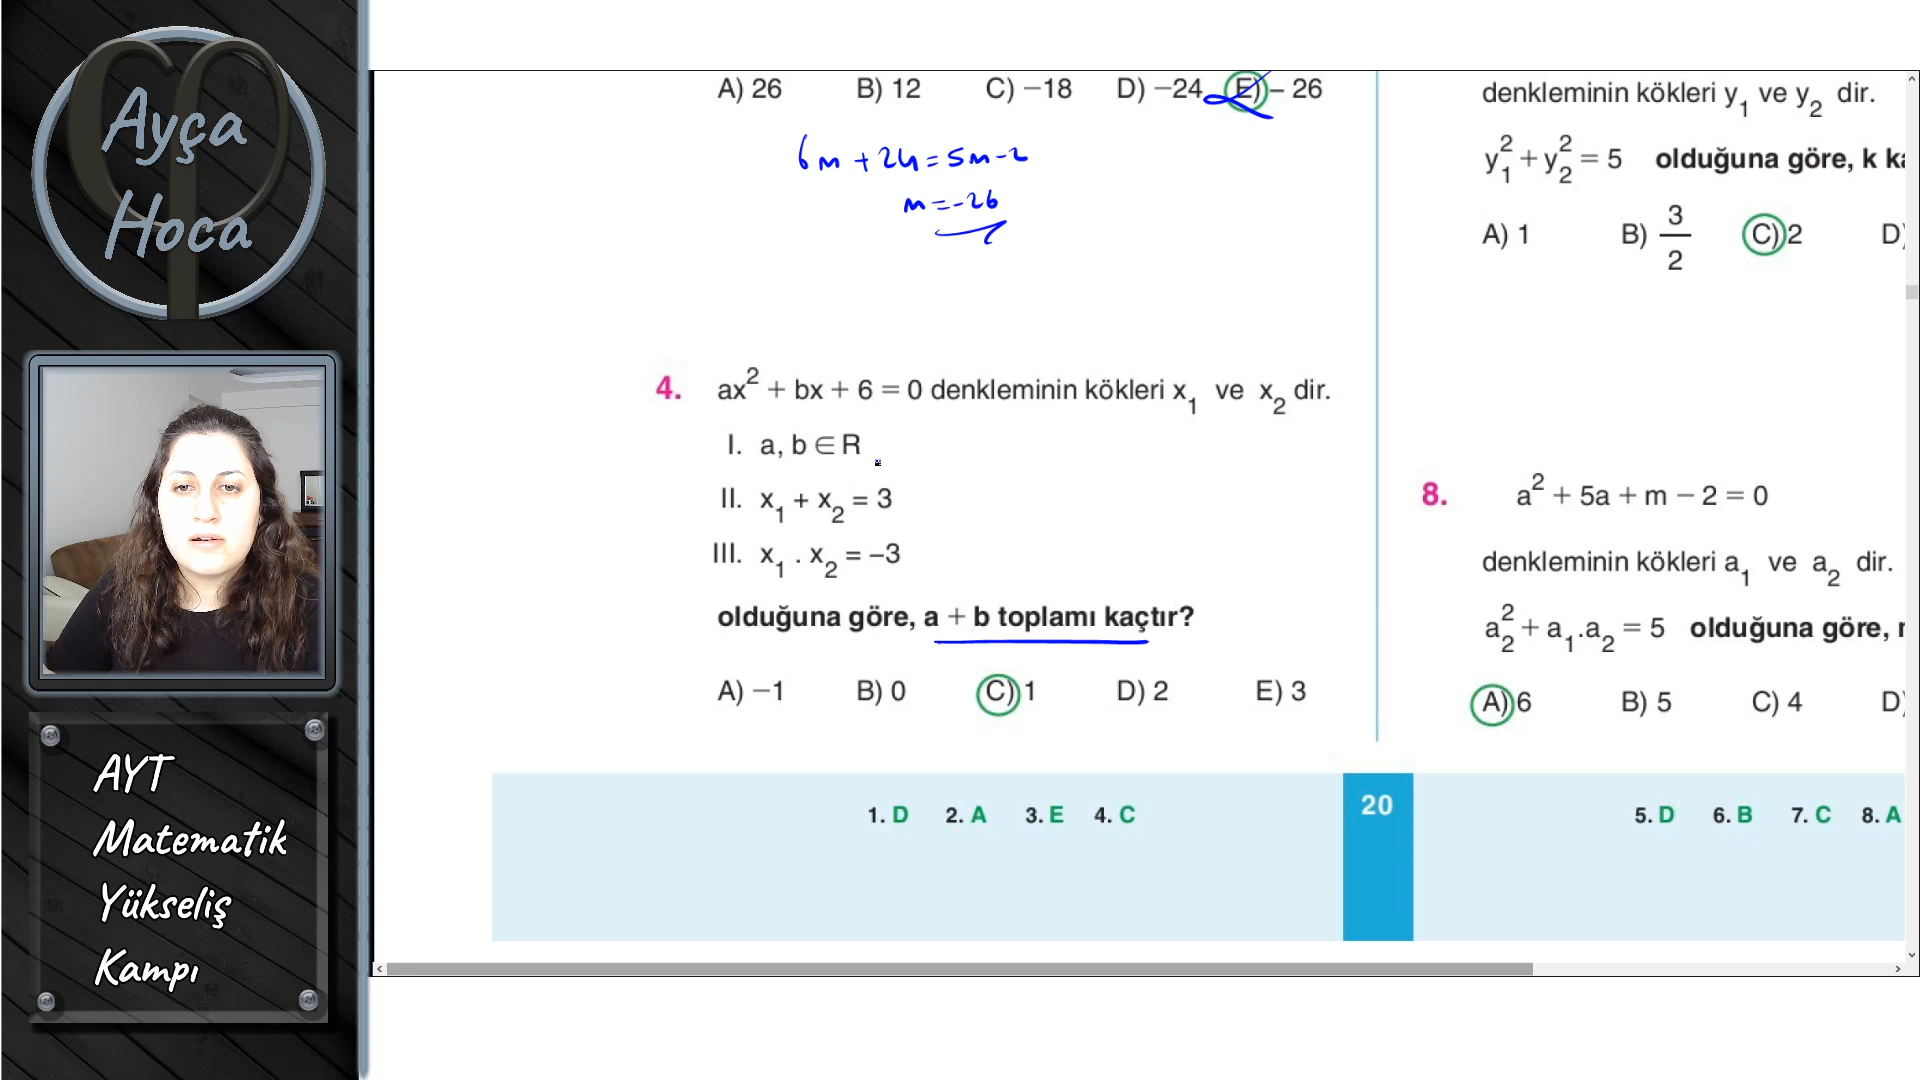 Ayça
Hoca
AYT
Matematik
Yükseliş
Kampı
A) 26 B) 12 C) −18 D) −24 E) − 26
6m + 24 = 5m − 2
m = −26
4. ax² + bx + 6 = 0 denkleminin kökleri x₁ ve x₂ dir.
I. a, b ∈ R
II. x₁ + x₂ = 3
III. x₁ . x₂ = −3
olduğuna göre, a + b toplamı kaçtır?
A) −1 B) 0 C) 1 D) 2 E) 3
denkleminin kökleri y₁ ve y₂ dir.
y₁² + y₂² = 5 olduğuna göre, k
A) 1 B) 3/2 C) 2 D)
8. a² + 5a + m − 2 = 0
denkleminin kökleri a₁ ve a₂ dir.
a₂² + a₁.a₂ = 5 olduğuna göre,
A) 6 B) 5 C) 4 D)
1. D 2. A 3. E 4. C
20
5. D 6. B 7. C 8. A